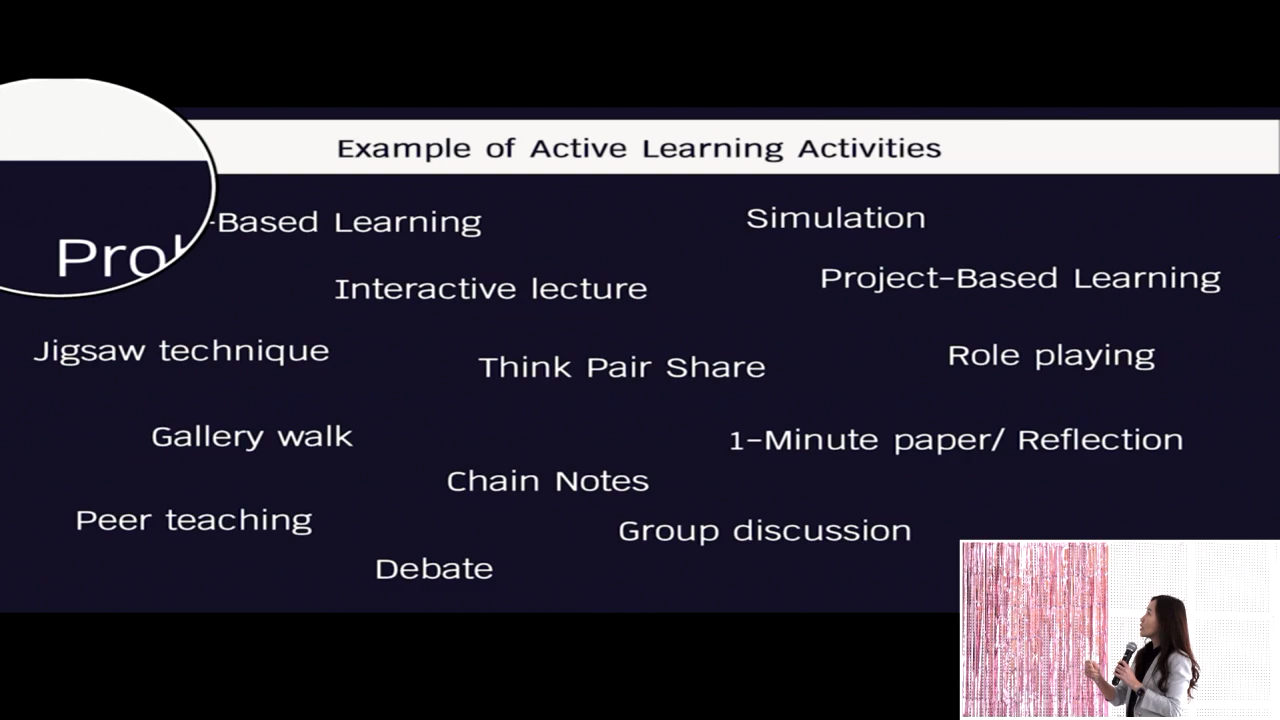 Example of Active Learning Activities
-Based Learning
Simulation
Interactive lecture
Project-Based Learning
Jigsaw technique
Think Pair Share
Role playing
Gallery walk
1-Minute paper/ Reflection
Chain Notes
Peer teaching
Group discussion
Debate